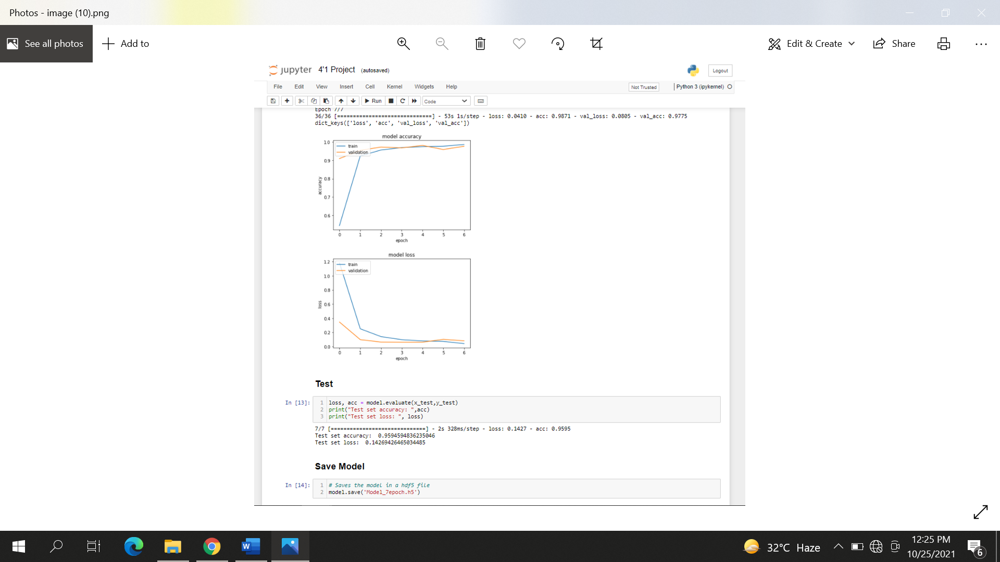 Photos - image (10).png
See all photos
Add to
Edit & Create
Share
jupyter 4'1 Project (autosaved)
Logout
File Edit View Insert Cell Kernel Widgets Help
Not Trusted
Python 3 (ipykernel)
Run
Code
Epoch 7/7
36/36 [==============================] - 53s 1s/step - loss: 0.0410 - acc: 0.9871 - val_loss: 0.0805 - val_acc: 0.9775
dict_keys(['loss', 'acc', 'val_loss', 'val_acc'])
model accuracy
train
validation
1.0
0.9
0.8
0.7
0.6
accuracy
0 1 2 3 4 5 6
epoch
model loss
train
validation
1.2
1.0
0.8
0.6
0.4
0.2
0.0
loss
0 1 2 3 4 5 6
epoch
Test
In [13]:
1 loss, acc = model.evaluate(x_test,y_test)
2 print("Test set accuracy: ",acc)
3 print("Test set loss: ", loss)
7/7 [==============================] - 2s 328ms/step - loss: 0.1427 - acc: 0.9595
Test set accuracy:  0.9594594836235046
Test set loss:  0.14269426465034485
Save Model
In [14]:
1 # Saves the model in a hdf5 file
2 model.save('Model_7epoch.h5')
W
32°C Haze
12:25 PM
10/25/2021
6